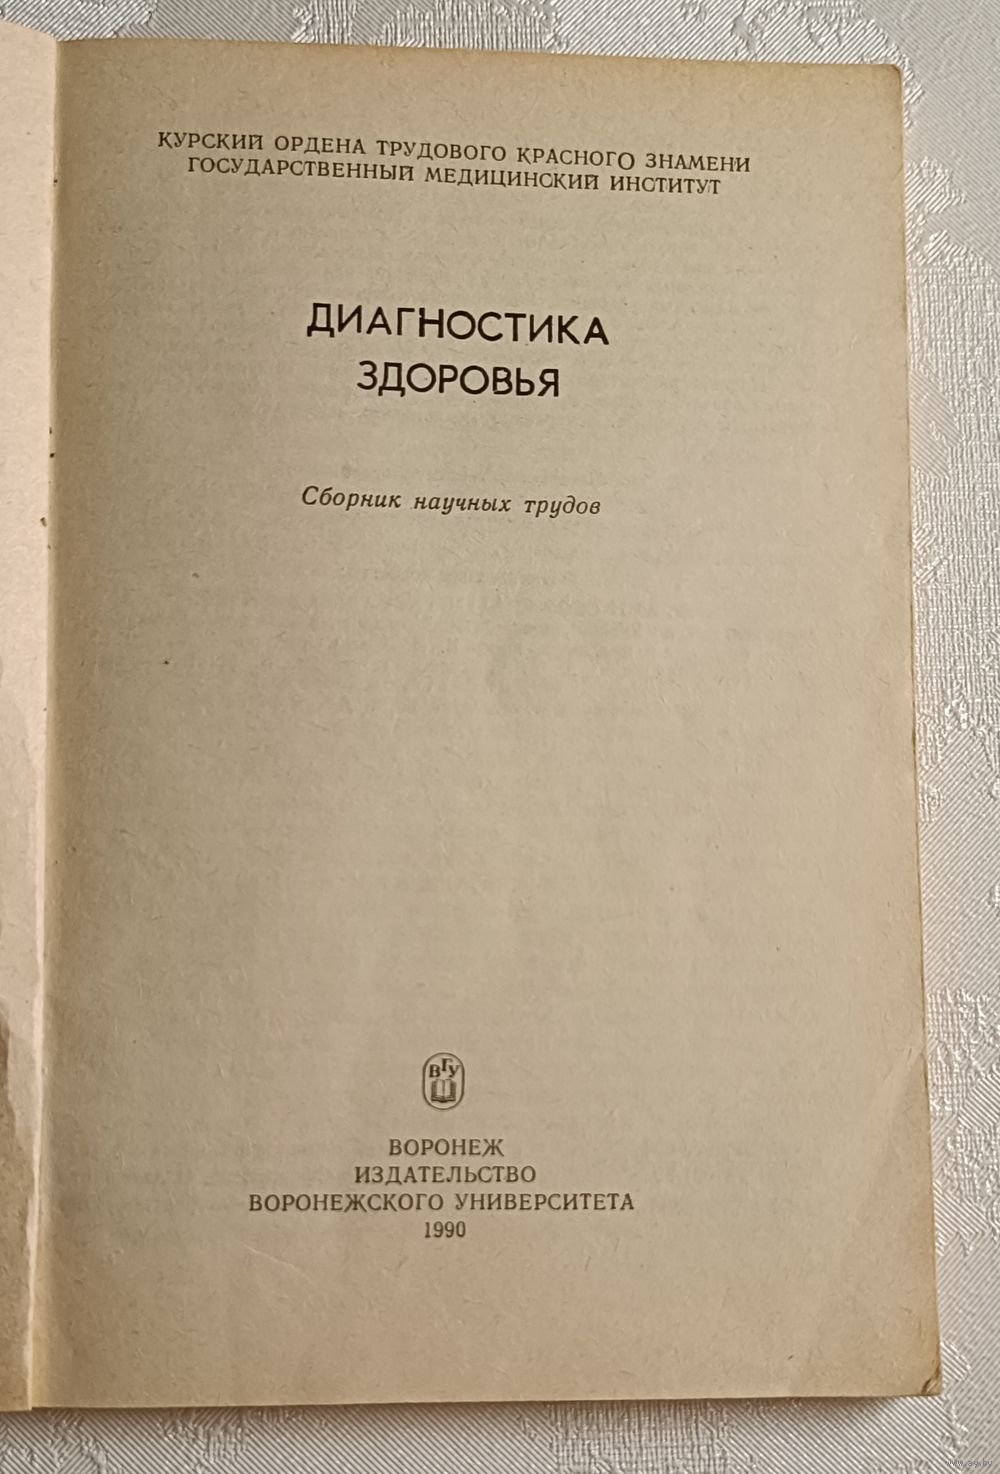 КУРСКИЙ ОРДЕНА ТРУДОВОГО КРАСНОГО ЗНАМЕНИ
ГОСУДАРСТВЕННЫЙ МЕДИЦИНСКИЙ ИНСТИТУТ
ДИАГНОСТИКА
ЗДОРОВЬЯ
Сборник научных трудов
ВГУ
ВОРОНЕЖ
ИЗДАТЕЛЬСТВО
ВОРОНЕЖСКОГО УНИВЕРСИТЕТА
1990